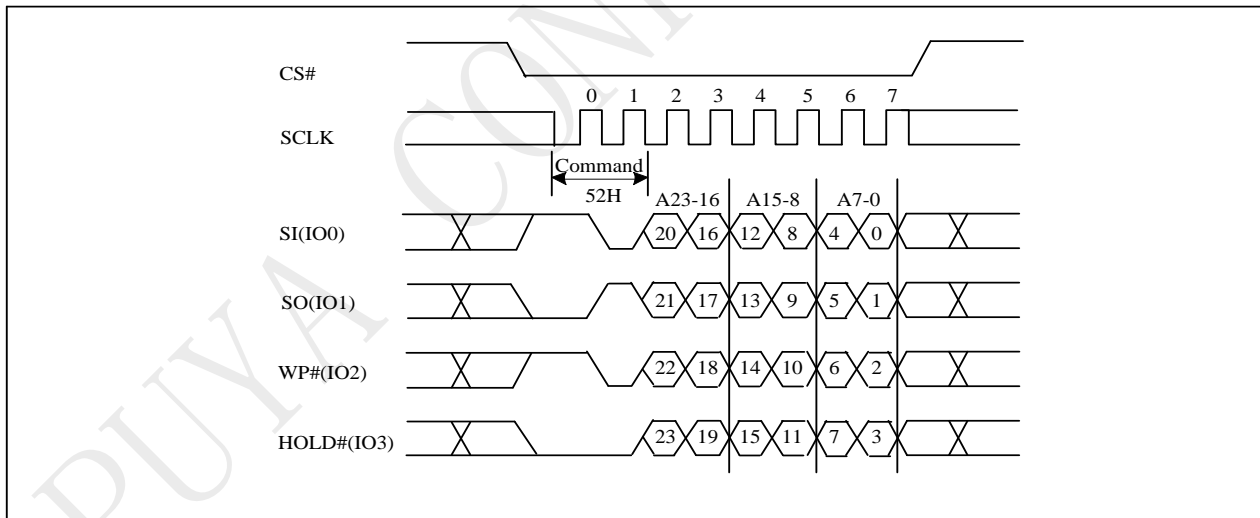 PUYA CONF
CS#
0 1 2 3 4 5 6 7
SCLK
Command
52H
A23-16 A15-8 A7-0
SI(IO0) 20 16 12 8 4 0
SO(IO1) 21 17 13 9 5 1
WP#(IO2) 22 18 14 10 6 2
HOLD#(IO3) 23 19 15 11 7 3